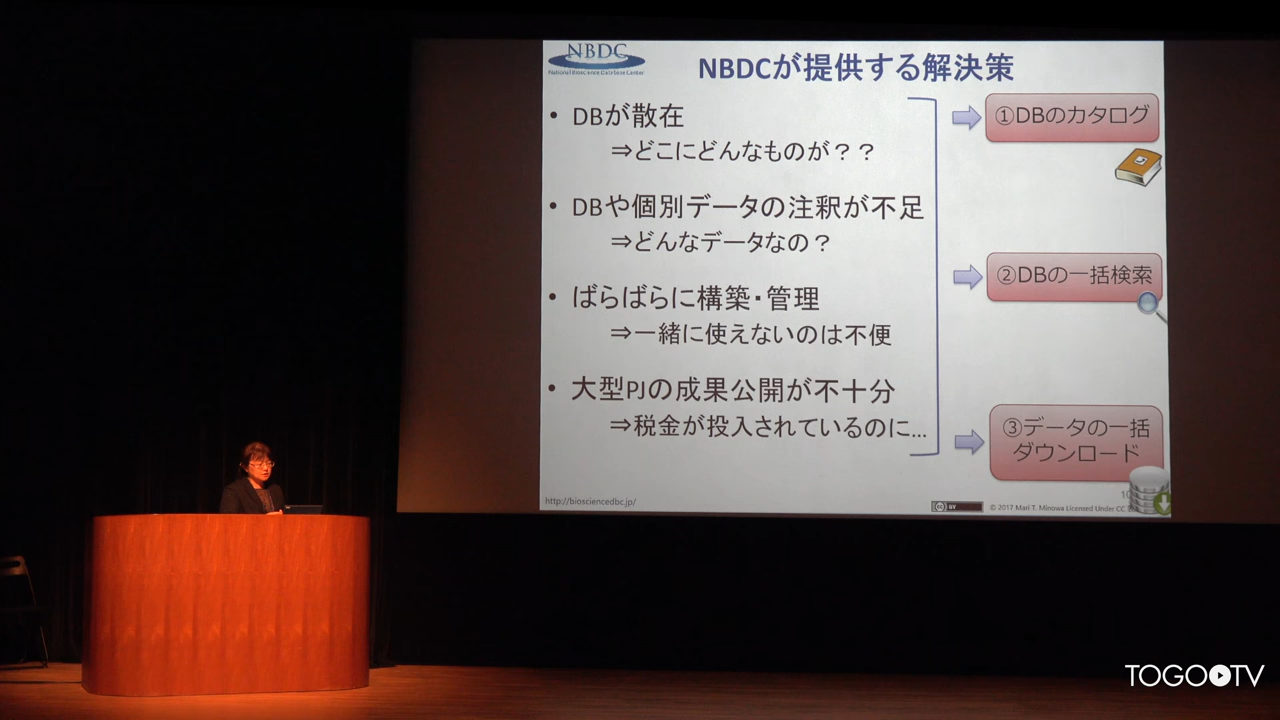 NBDC
National Bioscience Database Center
NBDCが提供する解決策
• DBが散在
⇒どこにどんなものが？？
• DBや個別データの注釈が不足
⇒どんなデータなの？
• ばらばらに構築・管理
⇒一緒に使えないのは不便
• 大型PJの成果公開が不十分
⇒税金が投入されているのに…
①DBのカタログ
②DBの一括検索
③データの一括
ダウンロード
http://biosciencedbc.jp/
cc BY
© 2017 Mari T. Minowa Licensed Under CC
TOGO TV